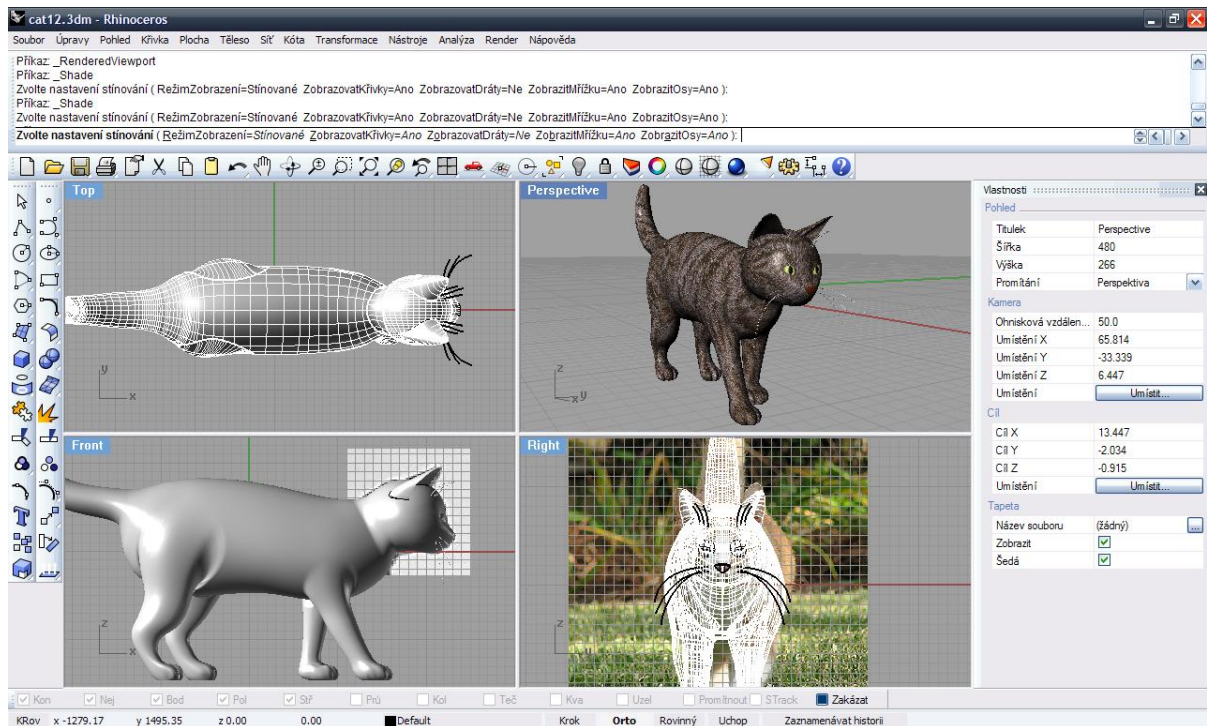 cat12.3dm - Rhinoceros
Soubor Úpravy Pohled Křivka Plocha Těleso Síť Kóta Transformace Nástroje Analýza Render Nápověda
Příkaz: _RenderedViewport
Příkaz: _Shade
Zvolte nastavení stínování ( RežimZobrazení=Stínované ZobrazovatKřivky=Ano ZobrazovatDráty=Ne ZobrazitMřížku=Ano ZobrazitOsy=Ano ):
Příkaz: _Shade
Zvolte nastavení stínování ( RežimZobrazení=Stínované ZobrazovatKřivky=Ano ZobrazovatDráty=Ne ZobrazitMřížku=Ano ZobrazitOsy=Ano ):
Zvolte nastavení stínování ( RežimZobrazení=Stínované ZobrazovatKřivky=Ano ZobrazovatDráty=Ne ZobrazitMřížku=Ano ZobrazitOsy=Ano ):
Top
y
x
Perspective
z
x y
Front
z
x
Right
z
Vlastnosti
Pohled
Titulek Perspective
Šířka 480
Výška 266
Promítání Perspektiva
Kamera
Ohnisková vzdálen... 50.0
Umístění X 65.814
Umístění Y -33.339
Umístění Z 6.447
Umístění Umístit...
Cíl
Cíl X 13.447
Cíl Y -2.034
Cíl Z -0.915
Umístění Umístit...
Tapeta
Název souboru (žádný) ...
Zobrazit
Šedá
Kon Nej Bod Pol Stř Prů Kol Teč Kva Uzel Promítnout STrack Zakázat
KRov x -1279.17 y 1495.35 z 0.00 0.00 Default Krok Orto Rovinný Uchop Zaznamenávat historii